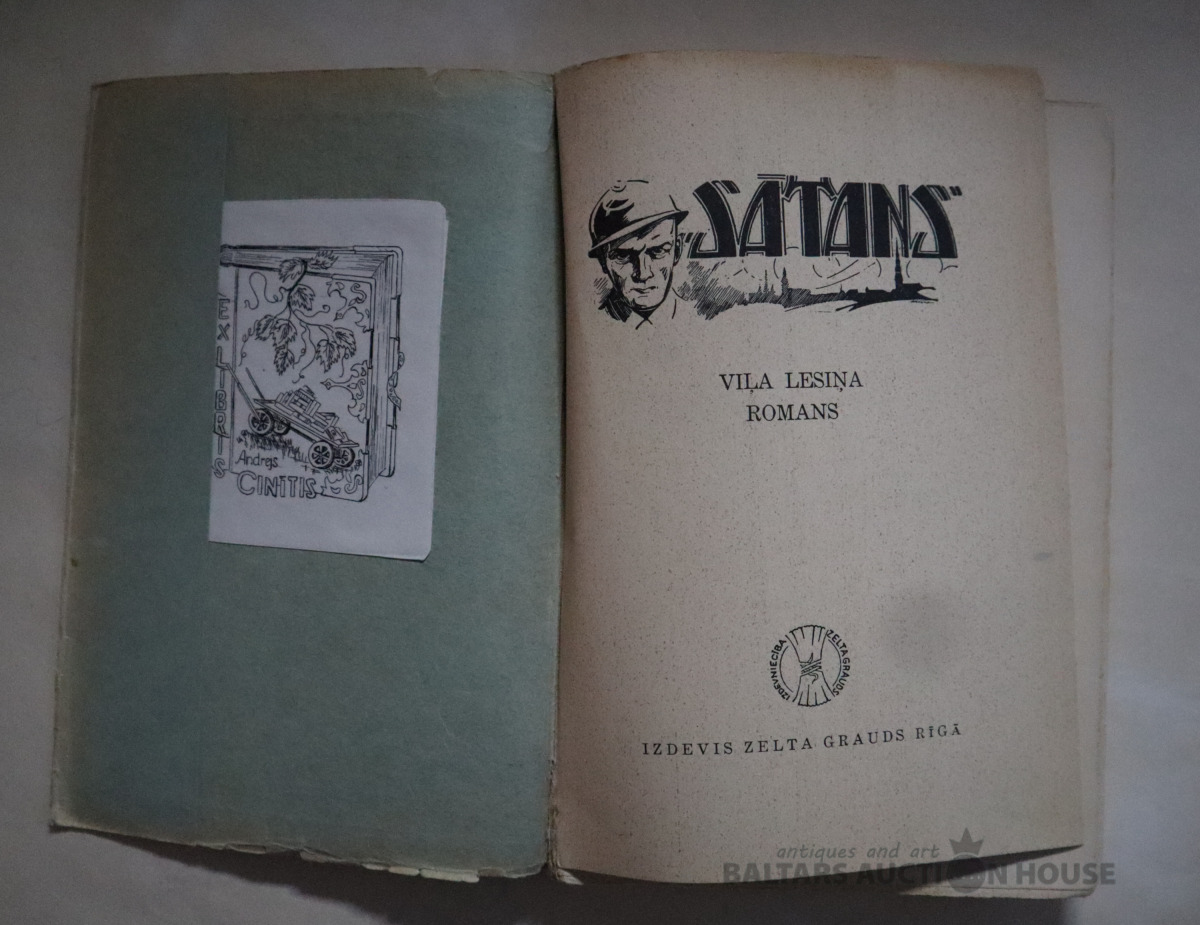 EX LIBRIS
Andrejs
CINĪTIS
„SĀTANS"
VIĻA LESIŅA
ROMANS
IZDEVNIECĪBA ZELTA GRAUDS
IZDEVIS ZELTA GRAUDS RĪGĀ
antiques and art
BALTARS AUCTION HOUSE